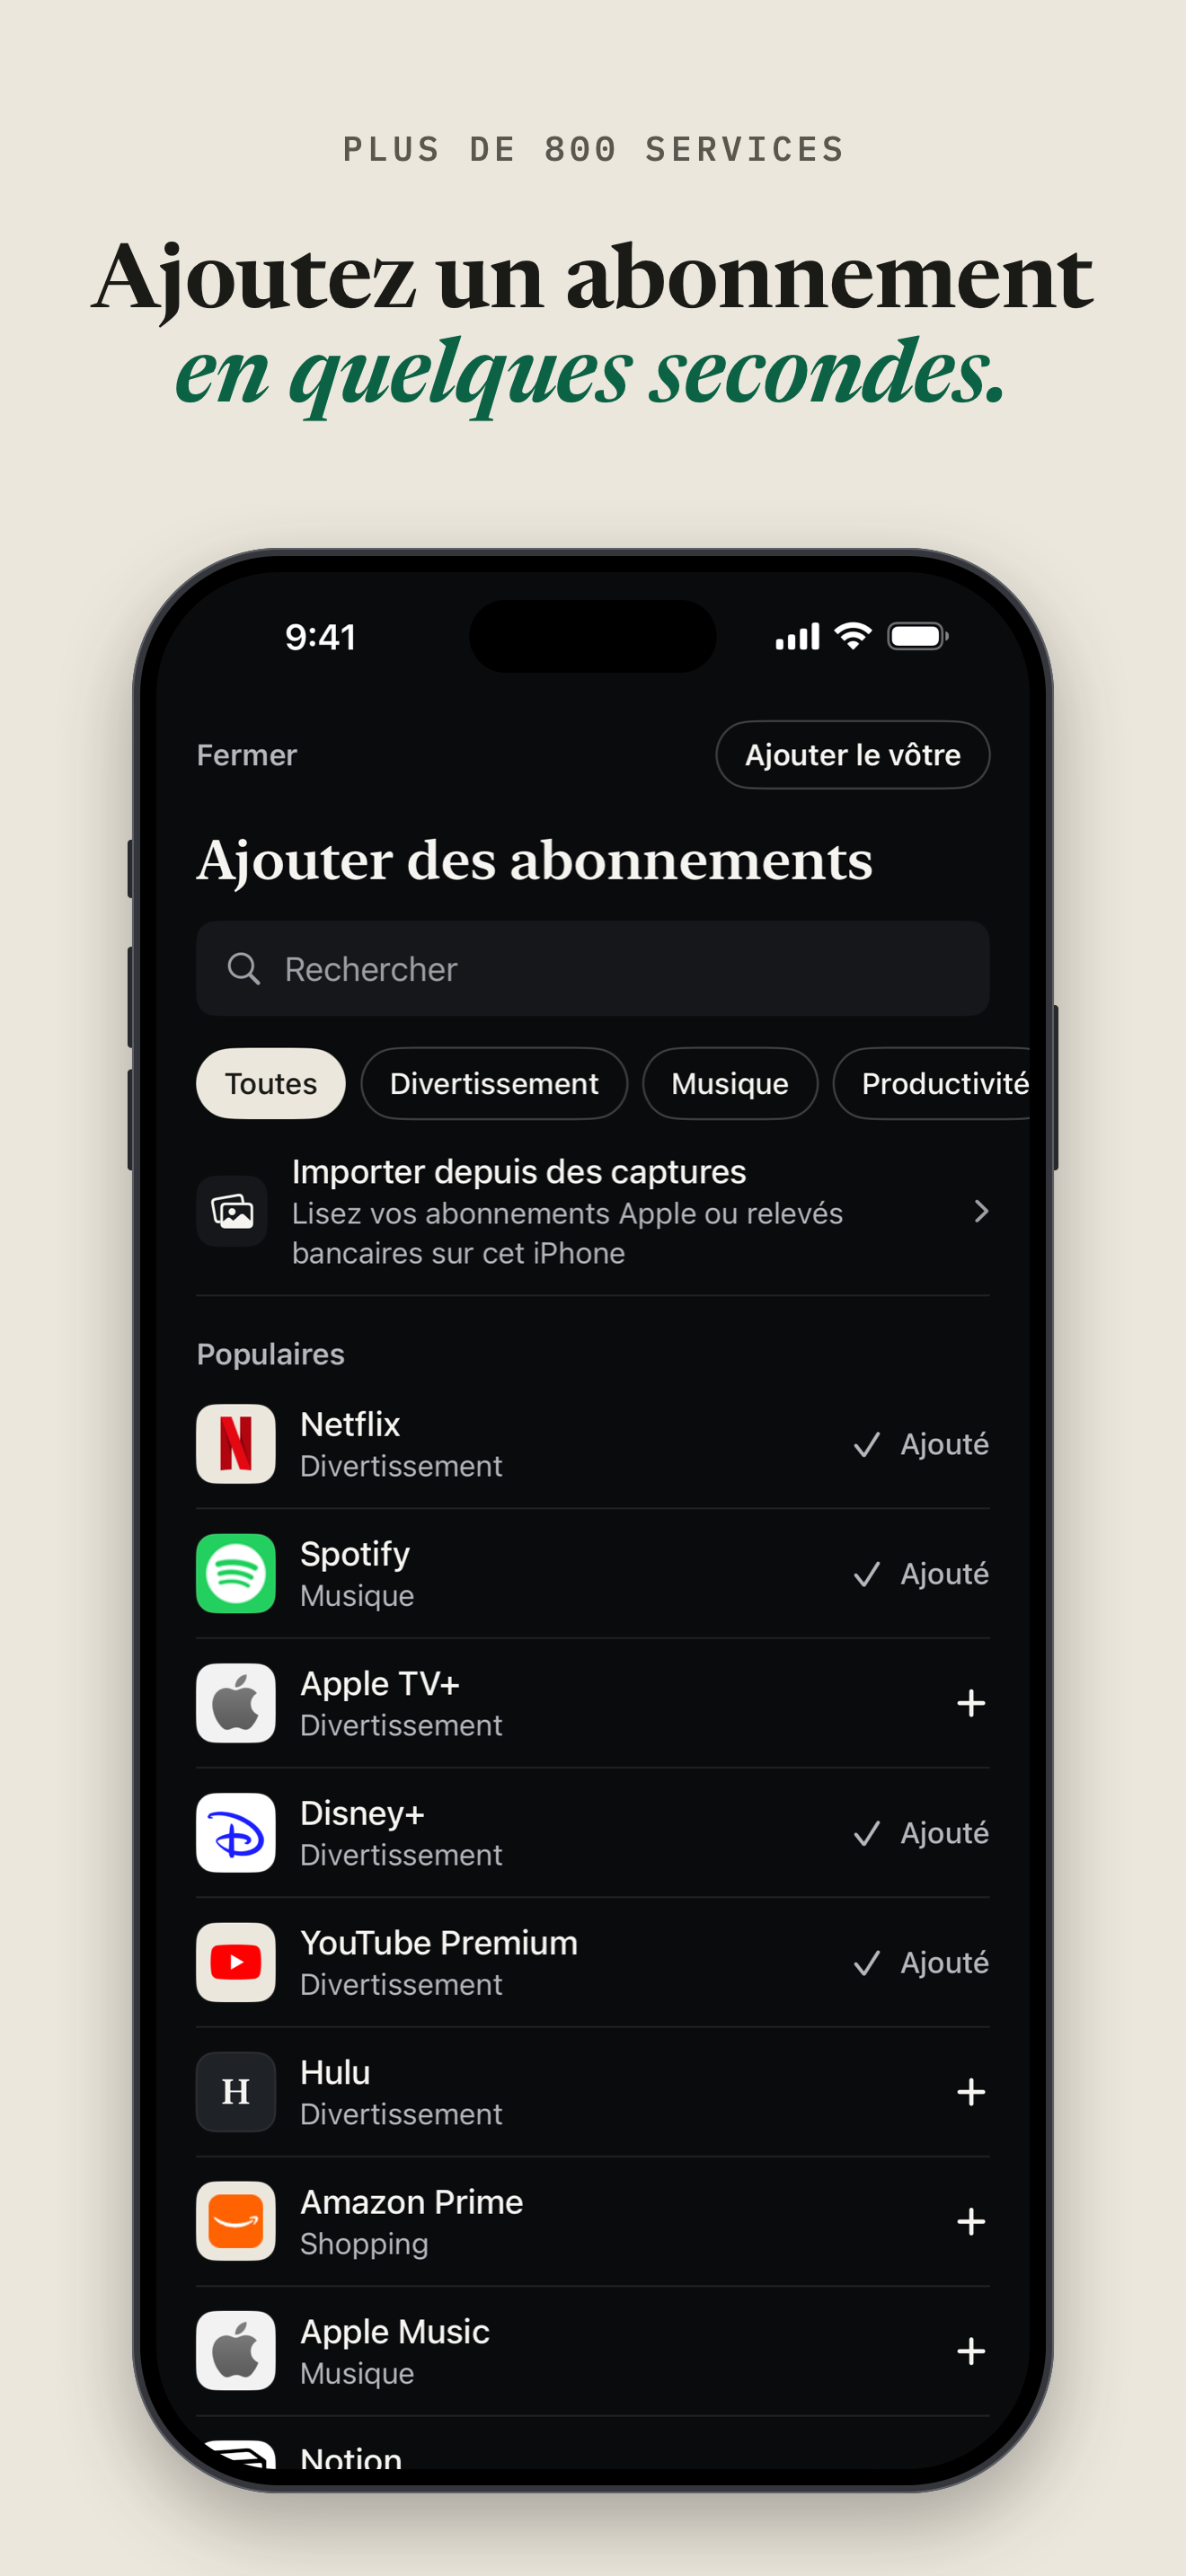 PLUS DE 800 SERVICES
Ajoutez un abonnement
en quelques secondes.
9:41
Fermer
Ajouter le vôtre
Ajouter des abonnements
Rechercher
Toutes
Divertissement
Musique
Productivité
Importer depuis des captures
Lisez vos abonnements Apple ou relevés
bancaires sur cet iPhone
Populaires
Netflix
Divertissement
Ajouté
Spotify
Musique
Ajouté
Apple TV+
Divertissement
Disney+
Divertissement
Ajouté
YouTube Premium
Divertissement
Ajouté
H
Hulu
Divertissement
Amazon Prime
Shopping
Apple Music
Musique
Notion